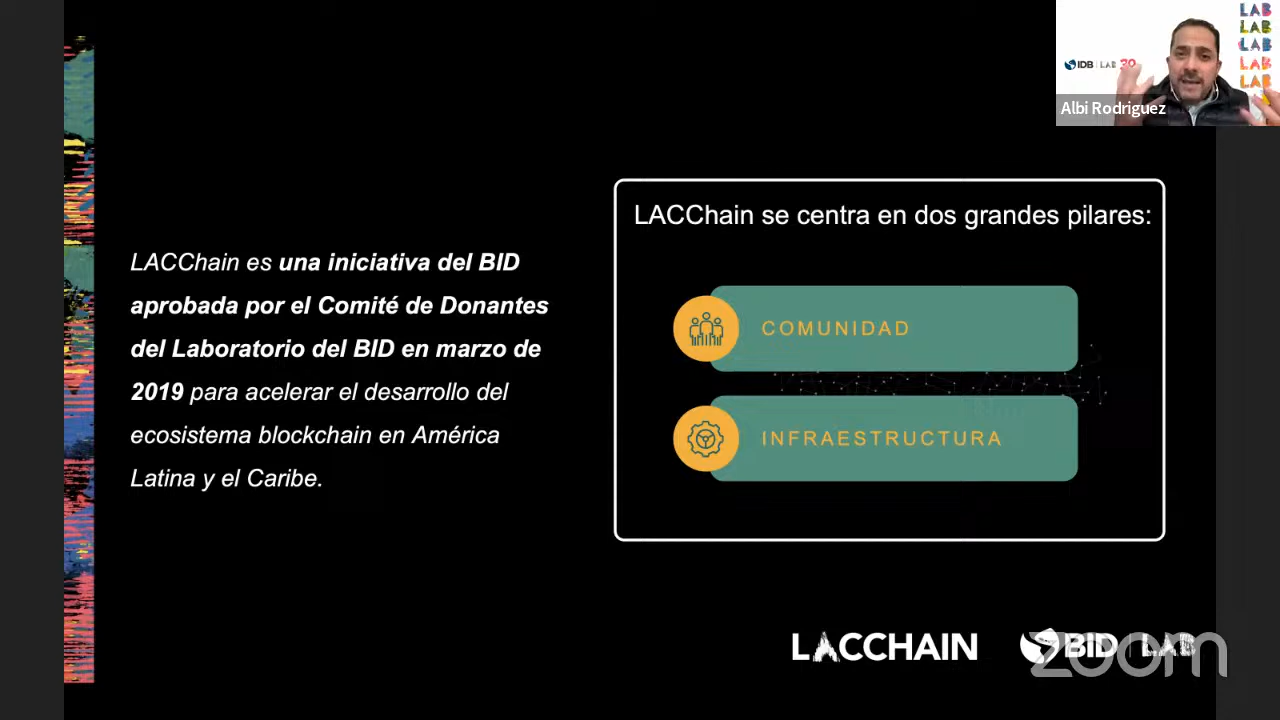 LAB
LAB
LAB
LAB
LAB
IDB | LAB 30
Albi Rodriguez
LACChain es una iniciativa del BID
aprobada por el Comité de Donantes
del Laboratorio del BID en marzo de
2019 para acelerar el desarrollo del
ecosistema blockchain en América
Latina y el Caribe.
LACChain se centra en dos grandes pilares:
COMUNIDAD
INFRAESTRUCTURA
LACCHAIN
BID | LAB
zoom